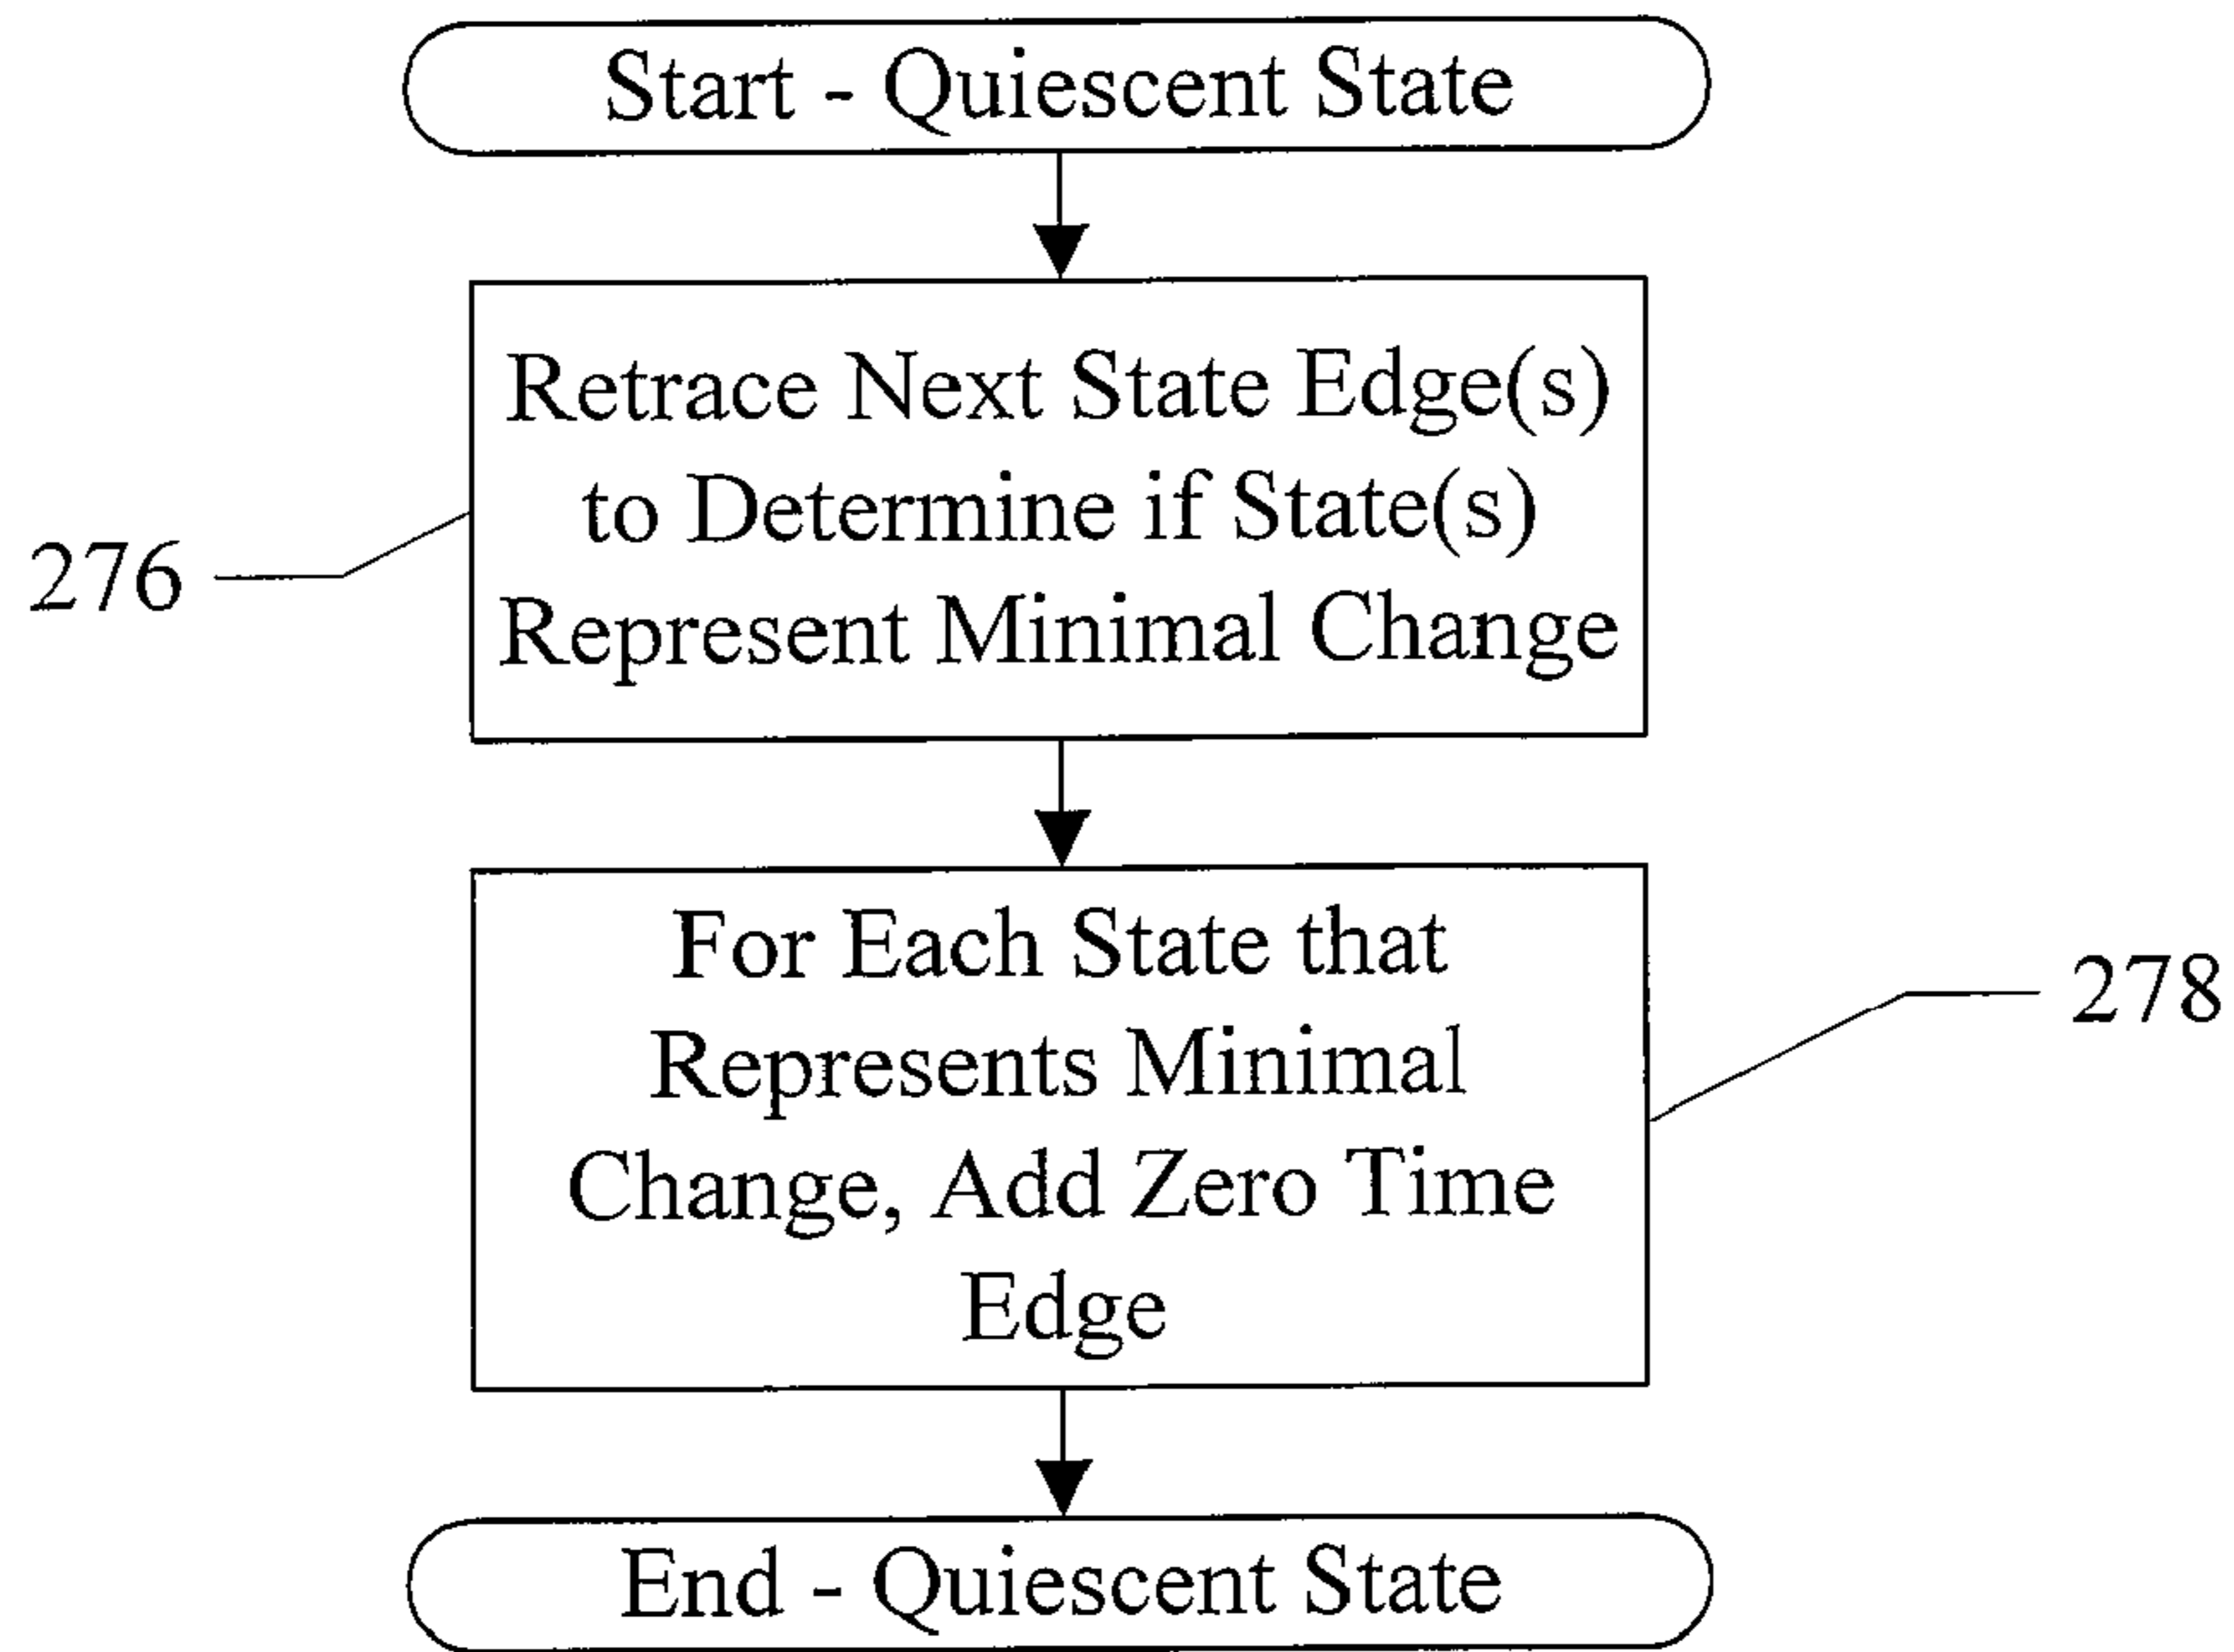 Start - Quiescent State
Retrace Next State Edge(s)
to Determine if State(s)
Represent Minimal Change
276
For Each State that
Represents Minimal
Change, Add Zero Time
Edge
278
End - Quiescent State